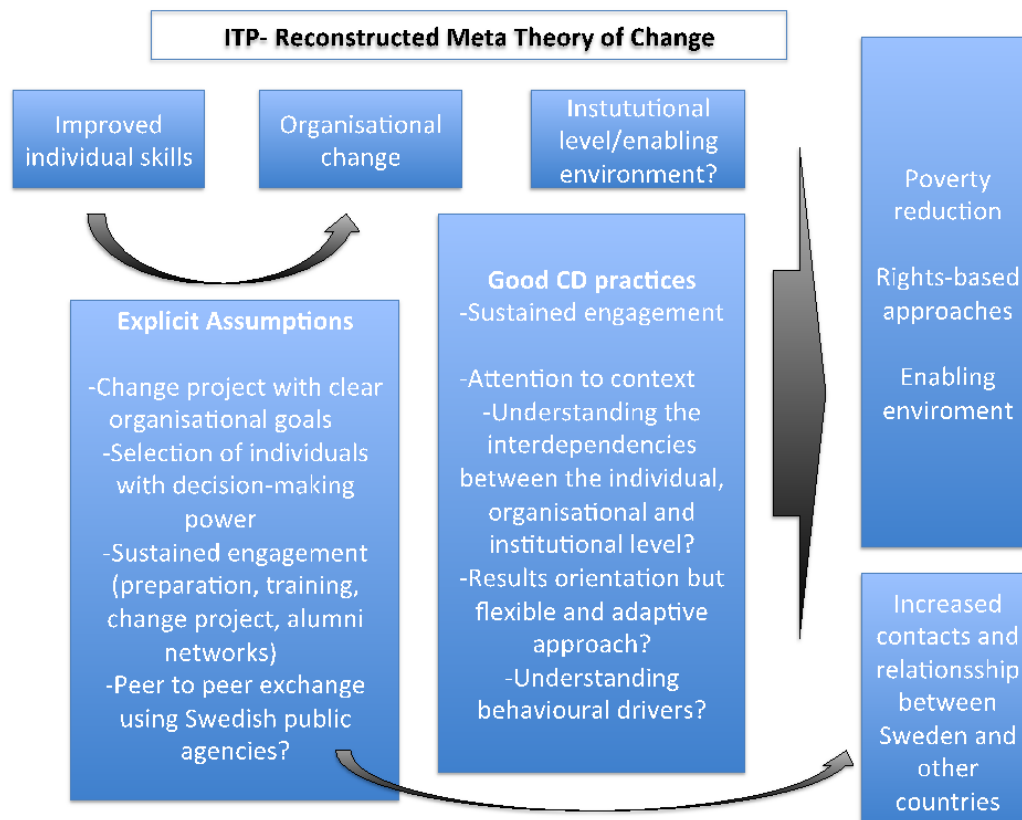 ITP- Reconstructed Meta Theory of Change
Improved
individual skills
Organisational
change
Instututional
level/enabling
environment?
Explicit Assumptions
-Change project with clear
organisational goals
-Selection of individuals
with decision-making
power
-Sustained engagement
(preparation, training,
change project, alumni
networks)
-Peer to peer exchange
using Swedish public
agencies?
Good CD practices
-Sustained engagement
-Attention to context
-Understanding the
interdependencies
between the individual,
organisational and
institutional level?
-Results orientation but
flexible and adaptive
approach?
-Understanding
behavioural drivers?
Poverty
reduction
Rights-based
approaches
Enabling
enviroment
Increased
contacts and
relationsship
between
Sweden and
other
countries